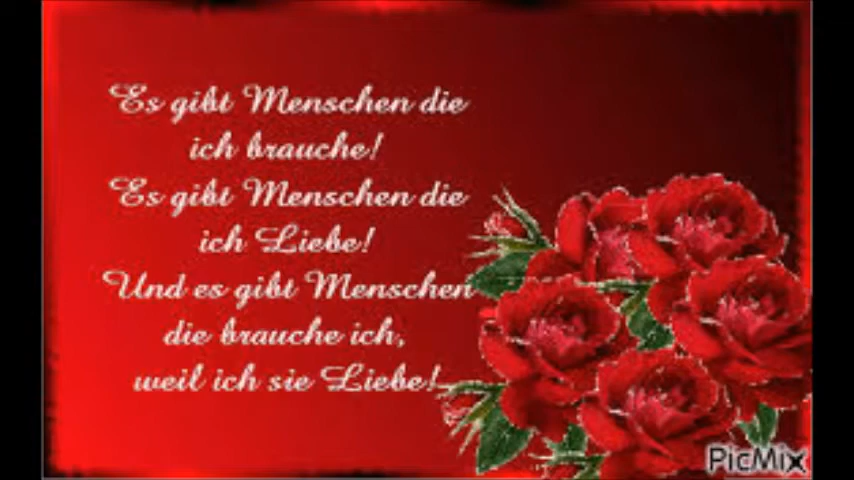 Es gibt Menschen die
ich brauche!
Es gibt Menschen die
ich Liebe!
Und es gibt Menschen
die brauche ich,
weil ich sie Liebe!
PicMix